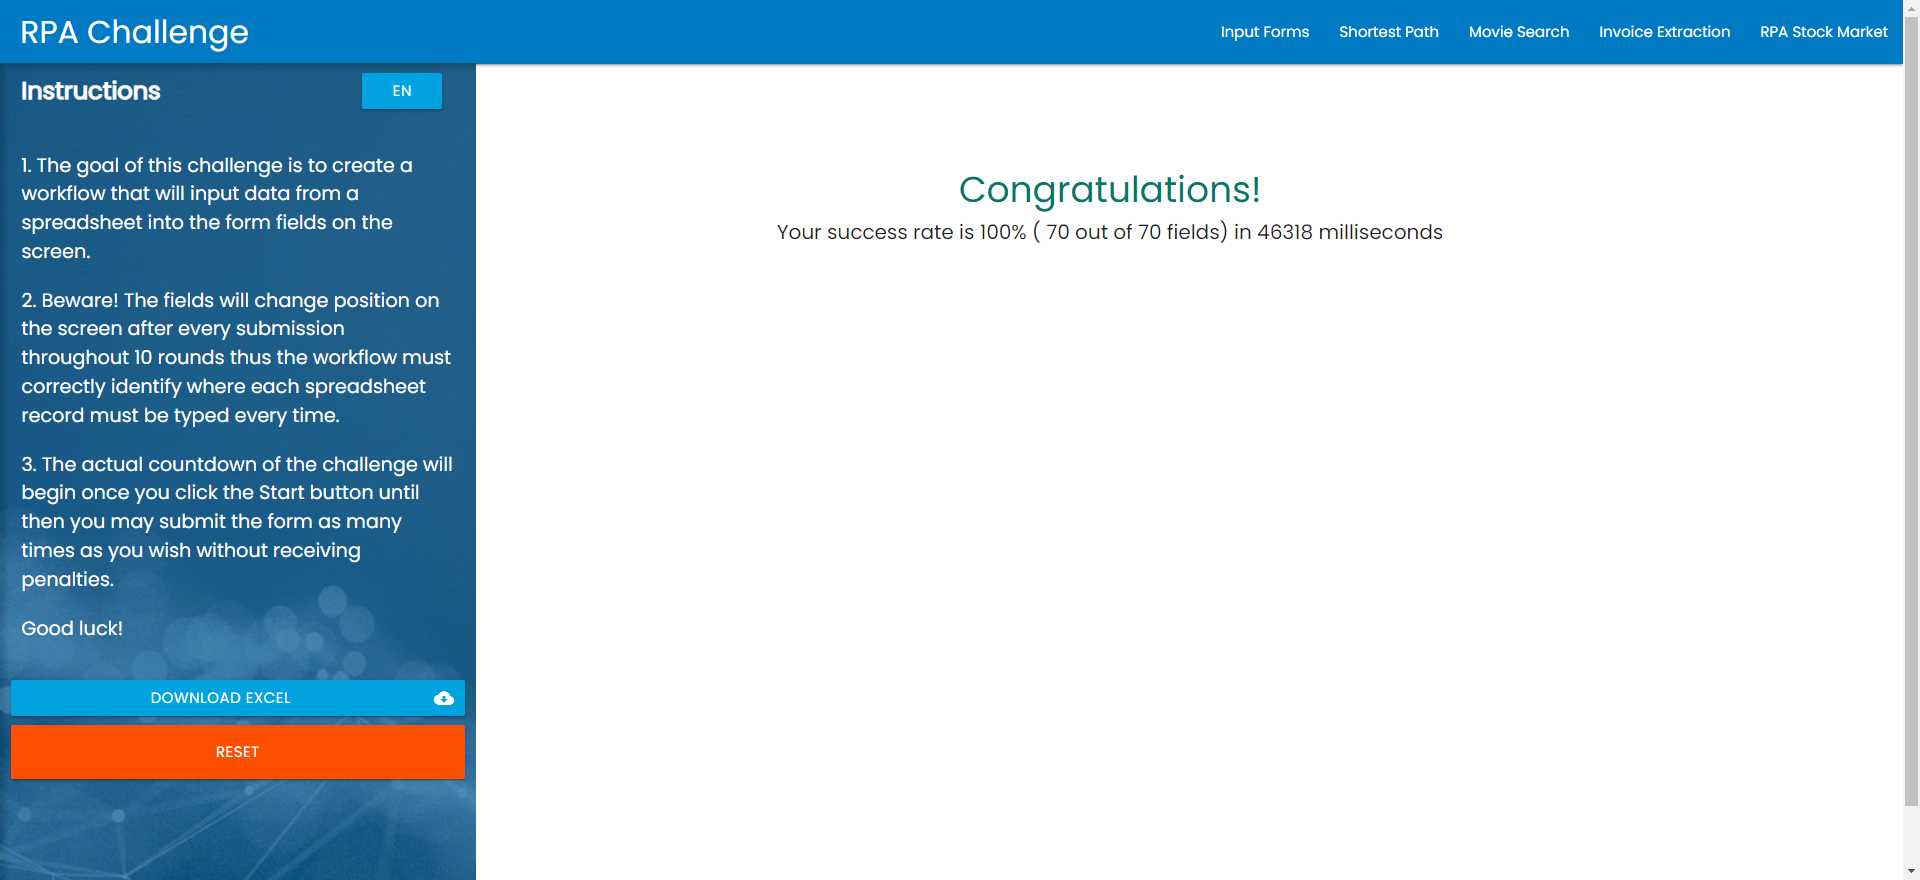 RPA Challenge
Input Forms
Shortest Path
Movie Search
Invoice Extraction
RPA Stock Market
Instructions
EN
1. The goal of this challenge is to create a
workflow that will input data from a
spreadsheet into the form fields on the
screen.
2. Beware! The fields will change position on
the screen after every submission
throughout 10 rounds thus the workflow must
correctly identify where each spreadsheet
record must be typed every time.
3. The actual countdown of the challenge will
begin once you click the Start button until
then you may submit the form as many
times as you wish without receiving
penalties.
Good luck!
DOWNLOAD EXCEL
RESET
Congratulations!
Your success rate is 100% ( 70 out of 70 fields) in 46318 milliseconds